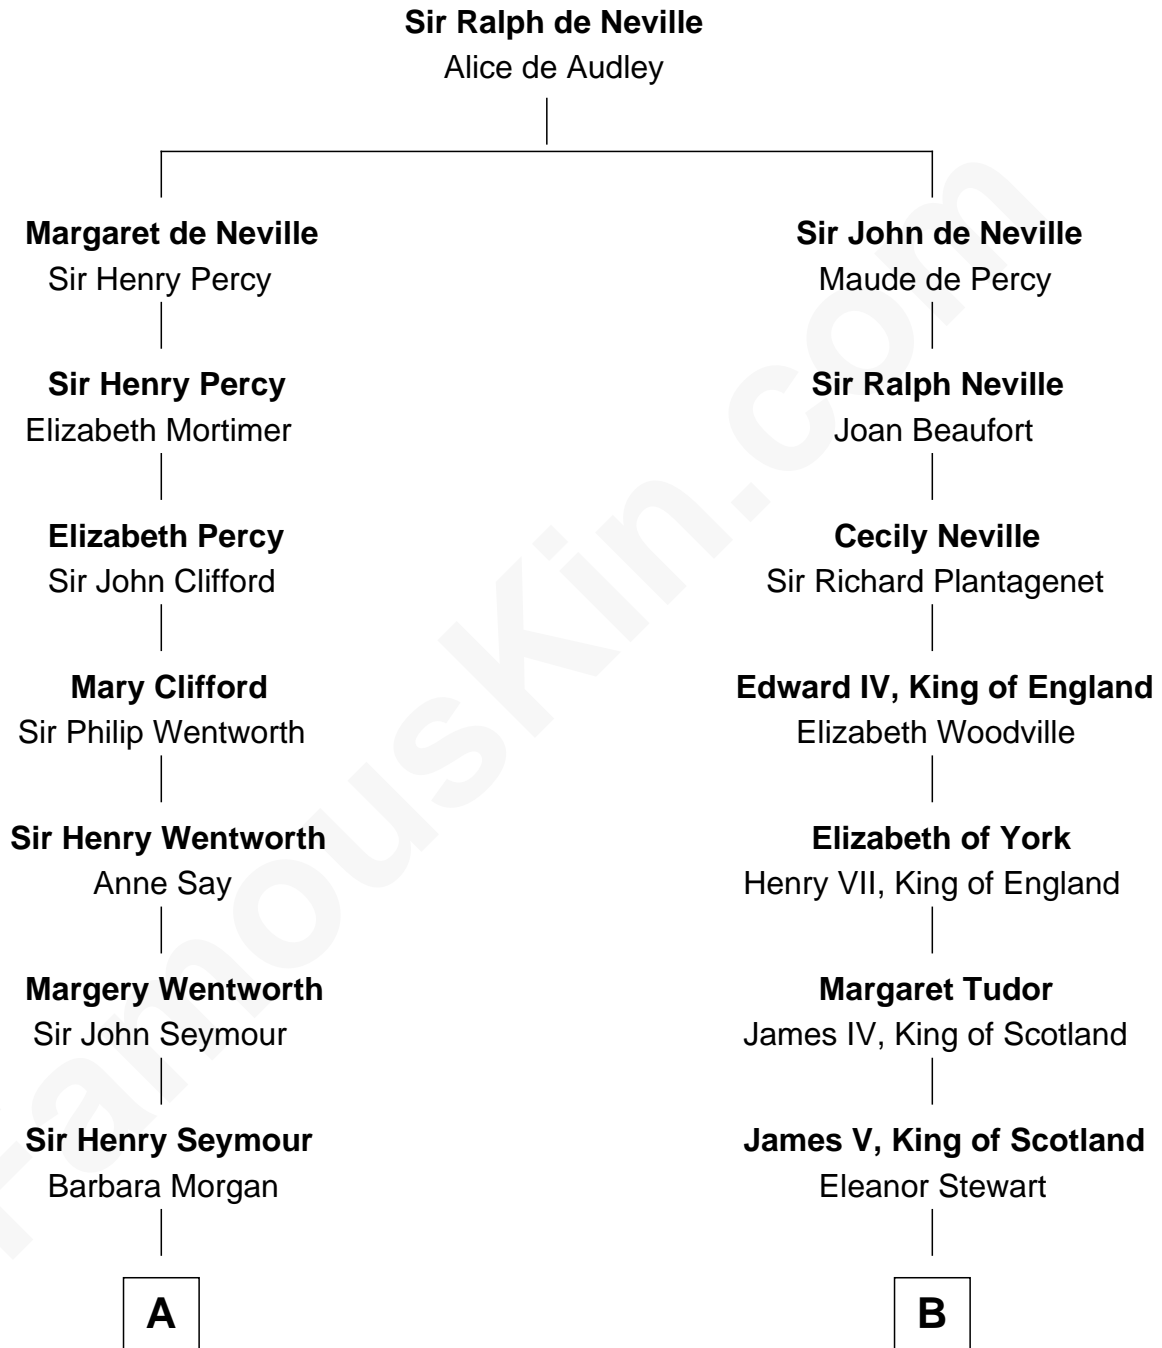 Sir Ralph de Neville
Alice de Audley
Margaret de Neville
Sir Henry Percy
Sir John de Neville
Maude de Percy
Sir Henry Percy
Elizabeth Mortimer
Sir Ralph Neville
Joan Beaufort
Elizabeth Percy
Sir John Clifford
Cecily Neville
Sir Richard Plantagenet
Mary Clifford
Sir Philip Wentworth
Edward IV, King of England
Elizabeth Woodville
Sir Henry Wentworth
Anne Say
Elizabeth of York
Henry VII, King of England
Margery Wentworth
Sir John Seymour
Margaret Tudor
James IV, King of Scotland
Sir Henry Seymour
Barbara Morgan
James V, King of Scotland
Eleanor Stewart
A
B
FamousKin.com